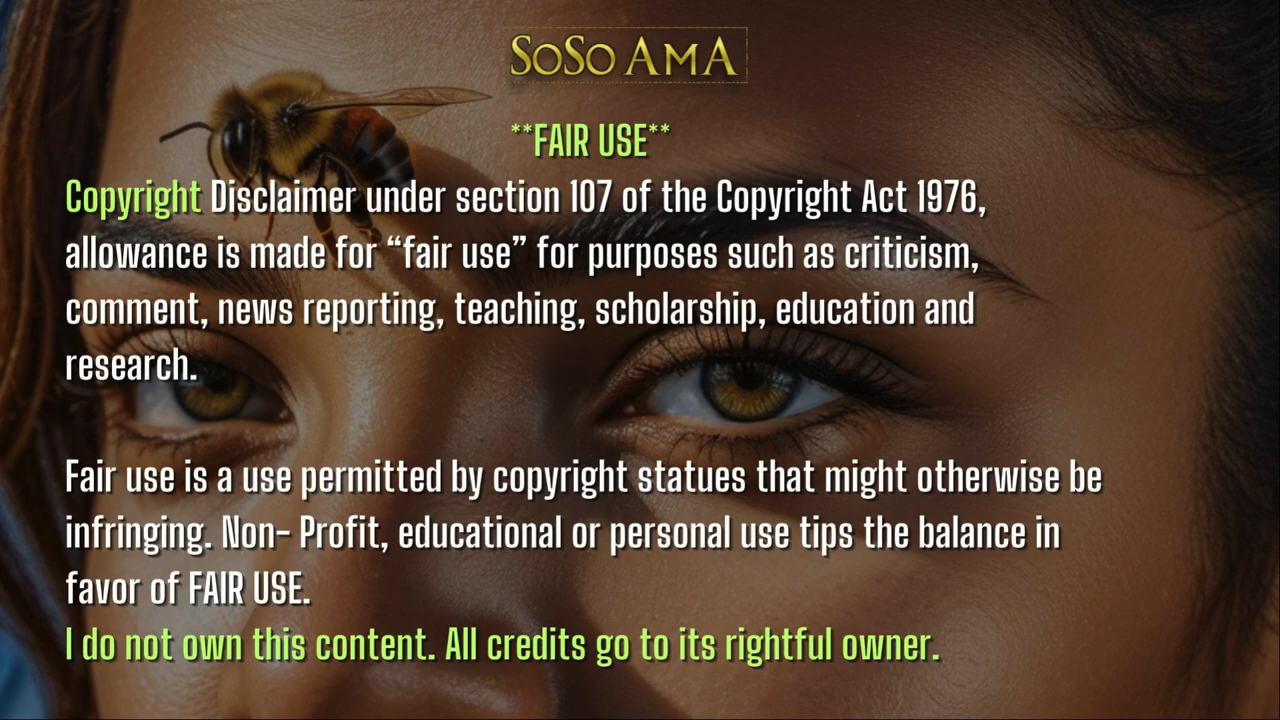 SoSo AmA
**FAIR USE**
Copyright Disclaimer under section 107 of the Copyright Act 1976,
allowance is made for “fair use” for purposes such as criticism,
comment, news reporting, teaching, scholarship, education and
research.
Fair use is a use permitted by copyright statues that might otherwise be
infringing. Non- Profit, educational or personal use tips the balance in
favor of FAIR USE.
I do not own this content. All credits go to its rightful owner.